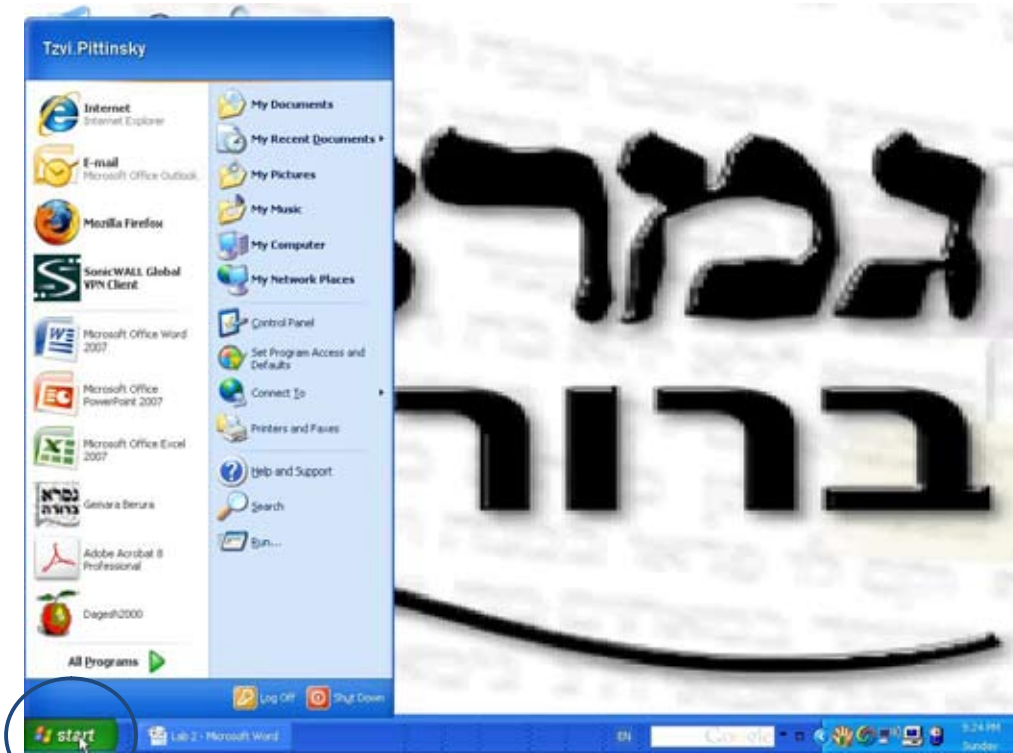 Tzvi.Pittinsky
Internet
Internet Explorer
E-mail
Microsoft Office Outlook
Mozilla Firefox
SonicWALL Global
VPN Client
Microsoft Office Word
2007
Microsoft Office
PowerPoint 2007
Microsoft Office Excel
2007
גמרא
ברורה
Gemara Berura
Adobe Acrobat 8
Professional
Dagesh2000
All Programs
My Documents
My Recent Documents
My Pictures
My Music
My Computer
My Network Places
Control Panel
Set Program Access and
Defaults
Connect To
Printers and Faxes
Help and Support
Search
Run...
Log Off
Shut Down
גמר
ברור
start
Lab 2 - Microsoft Word
EN
Google
9:24 PM
Sunday